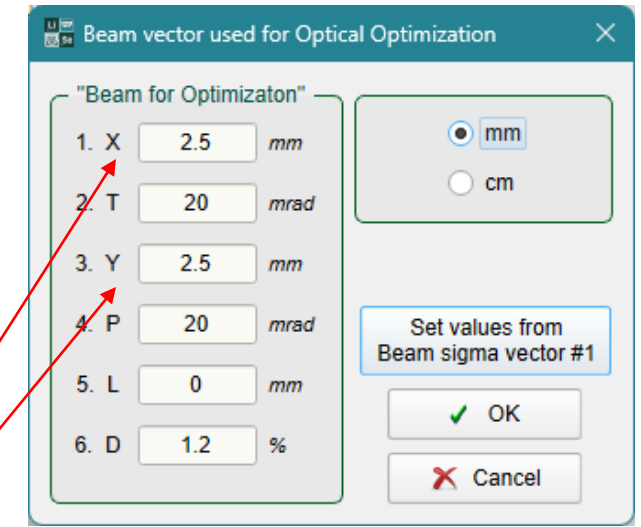 Beam vector used for Optical Optimization
"Beam for Optimizaton"
1. X 2.5 mm
2. T 20 mrad
3. Y 2.5 mm
4. P 20 mrad
5. L 0 mm
6. D 1.2 %
mm
cm
Set values from
Beam sigma vector #1
OK
Cancel